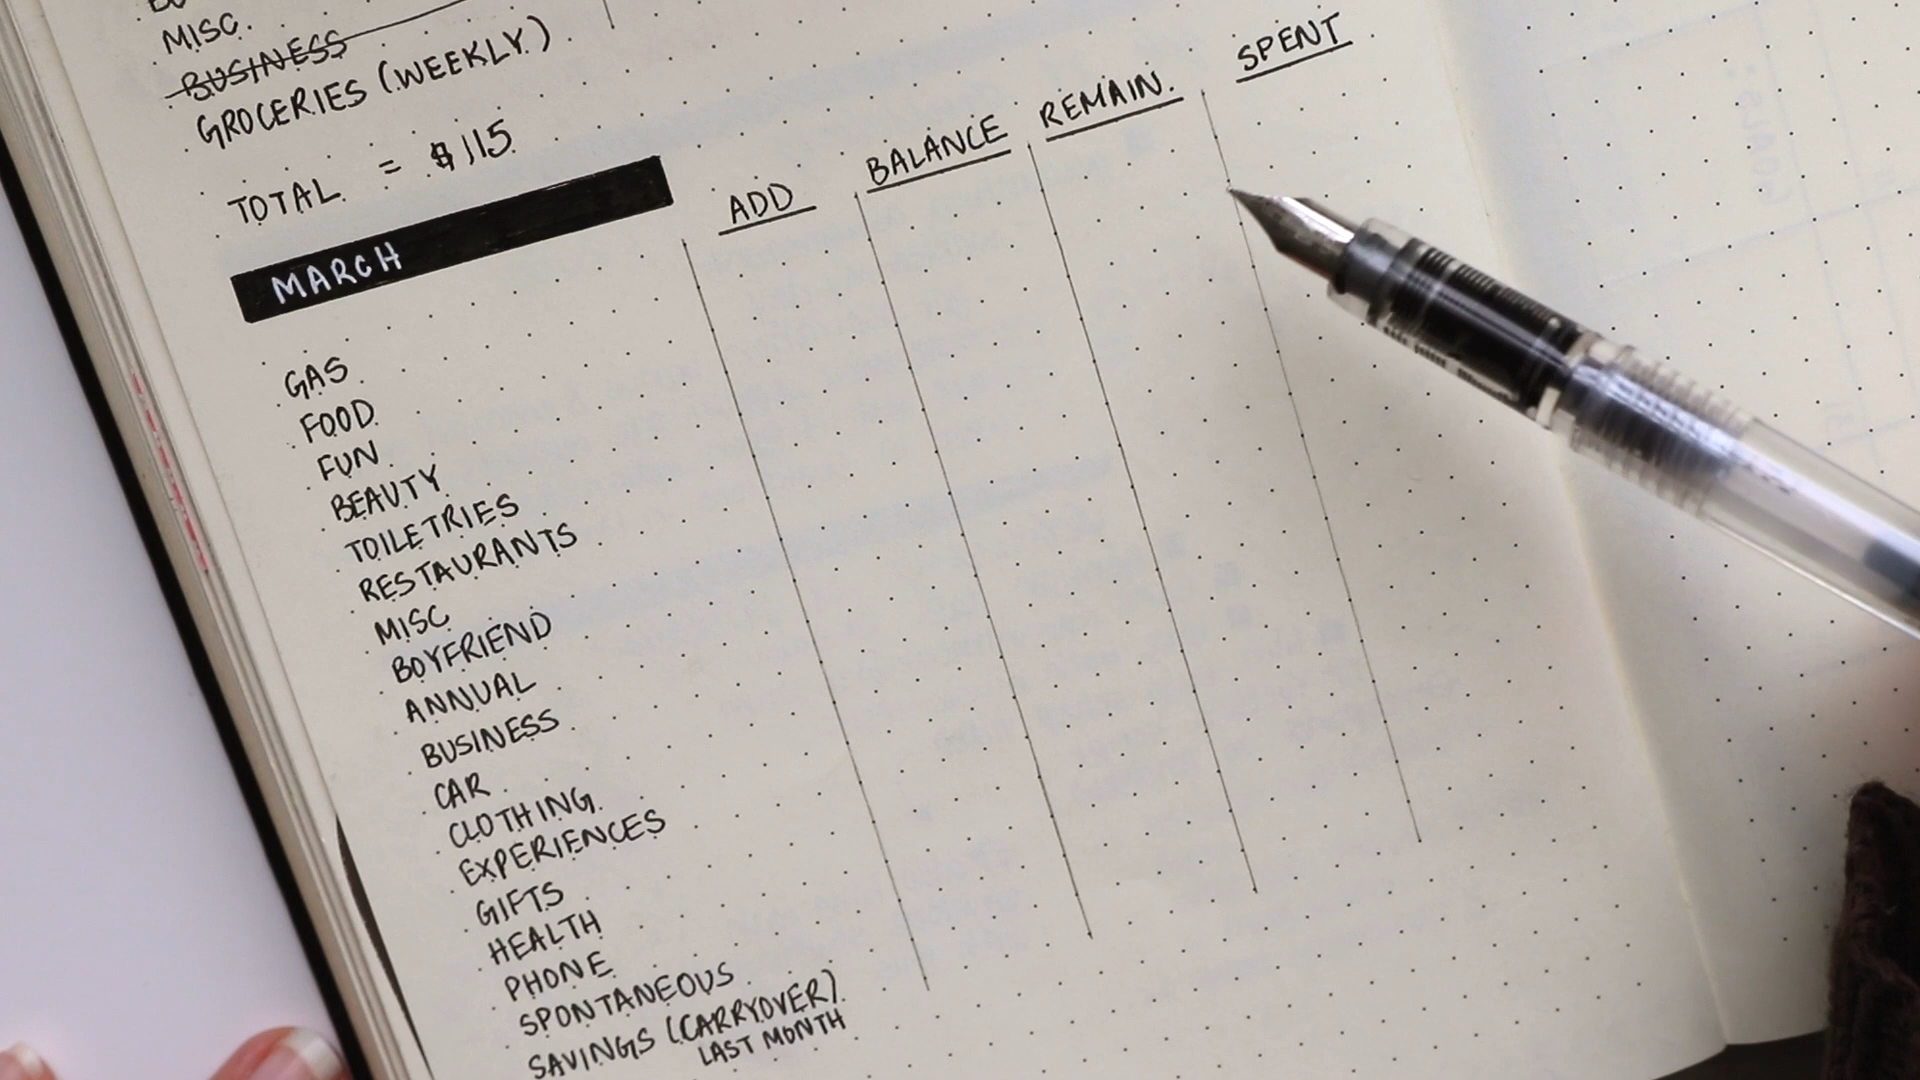 MISC.
BUSINESS
GROCERIES (WEEKLY)
TOTAL = $115
MARCH
ADD BALANCE REMAIN. SPENT
GAS
FOOD
FUN
BEAUTY
TOILETRIES
RESTAURANTS
MISC
BOYFRIEND
ANNUAL
BUSINESS
CAR
CLOTHING
EXPERIENCES
GIFTS
HEALTH
PHONE
SPONTANEOUS
SAVINGS (CARRYOVER)
LAST MONTH